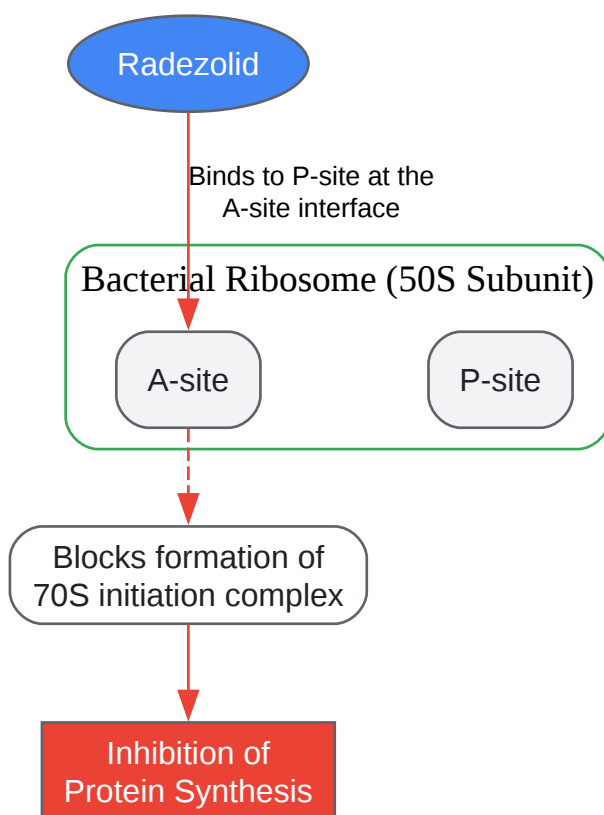 Radezolid
Binds to P-site at the
A-site interface
Bacterial Ribosome (50S Subunit)
A-site
P-site
Blocks formation of
70S initiation complex
Inhibition of
Protein Synthesis